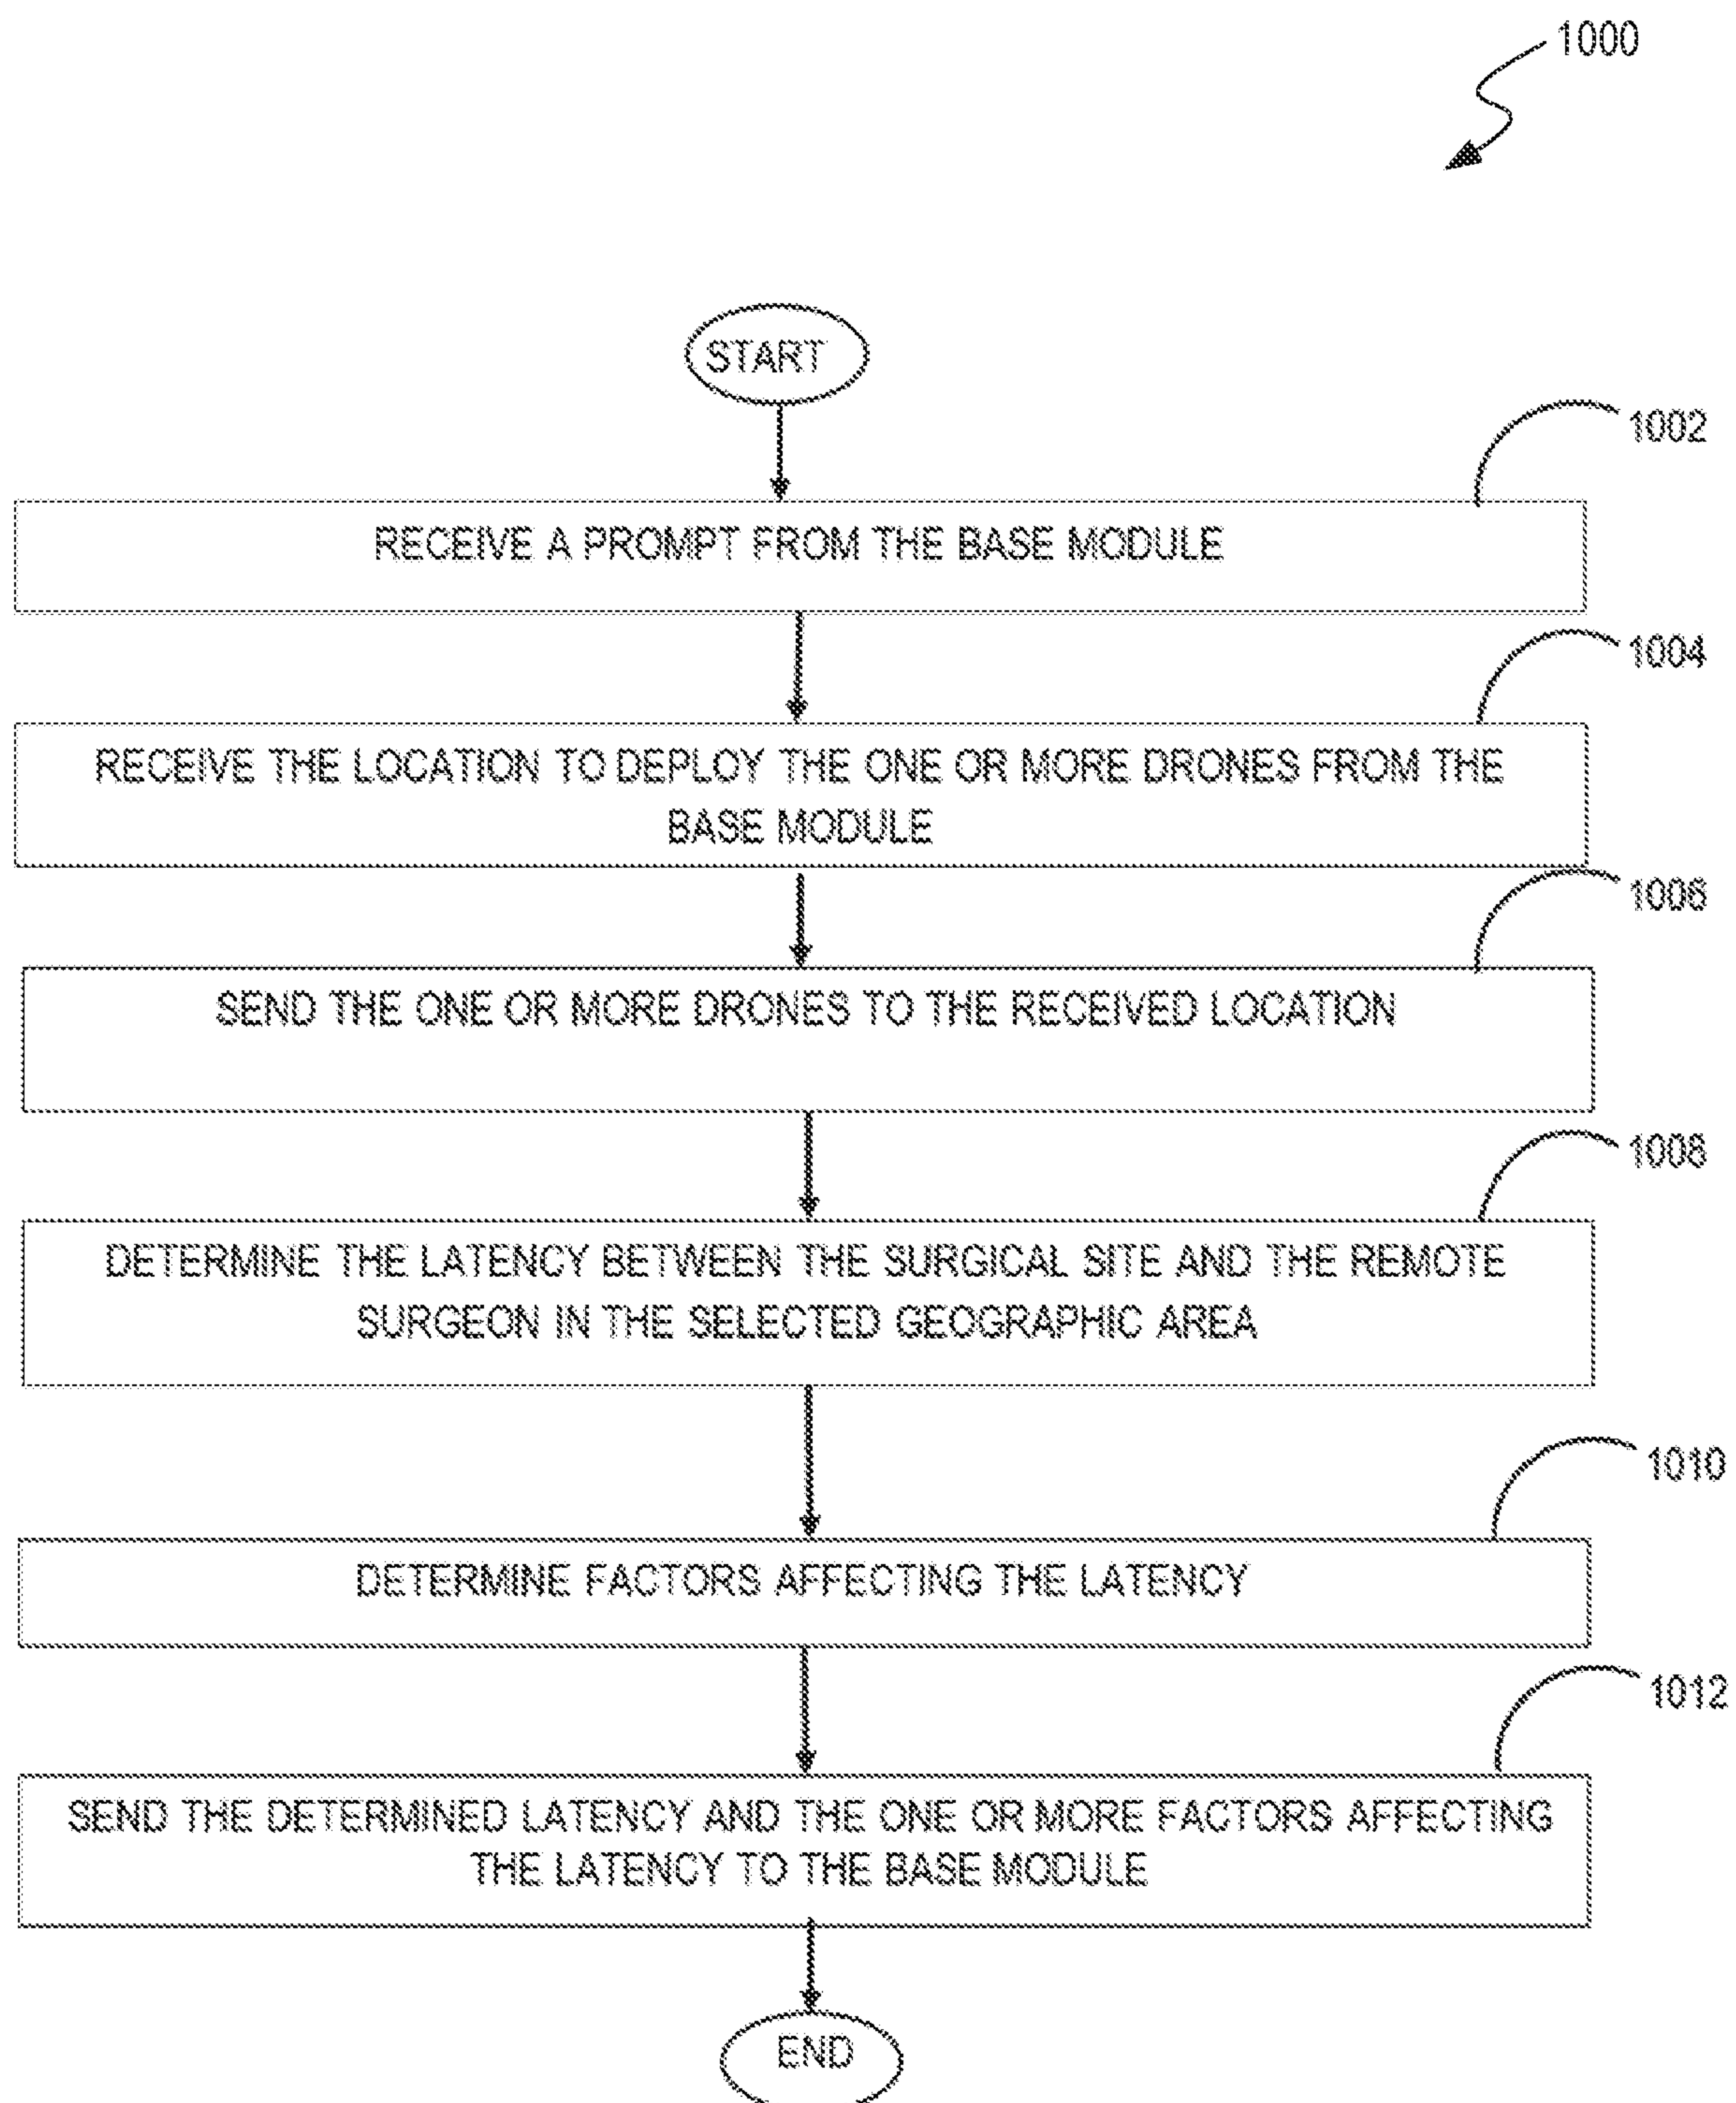 1000
START
1002
RECEIVE A PROMPT FROM THE BASE MODULE
1004
RECEIVE THE LOCATION TO DEPLOY THE ONE OR MORE DRONES FROM THE
BASE MODULE
1006
SEND THE ONE OR MORE DRONES TO THE RECEIVED LOCATION
1008
DETERMINE THE LATENCY BETWEEN THE SURGICAL SITE AND THE REMOTE
SURGEON IN THE SELECTED GEOGRAPHIC AREA
1010
DETERMINE FACTORS AFFECTING THE LATENCY
1012
SEND THE DETERMINED LATENCY AND THE ONE OR MORE FACTORS AFFECTING
THE LATENCY TO THE BASE MODULE
END